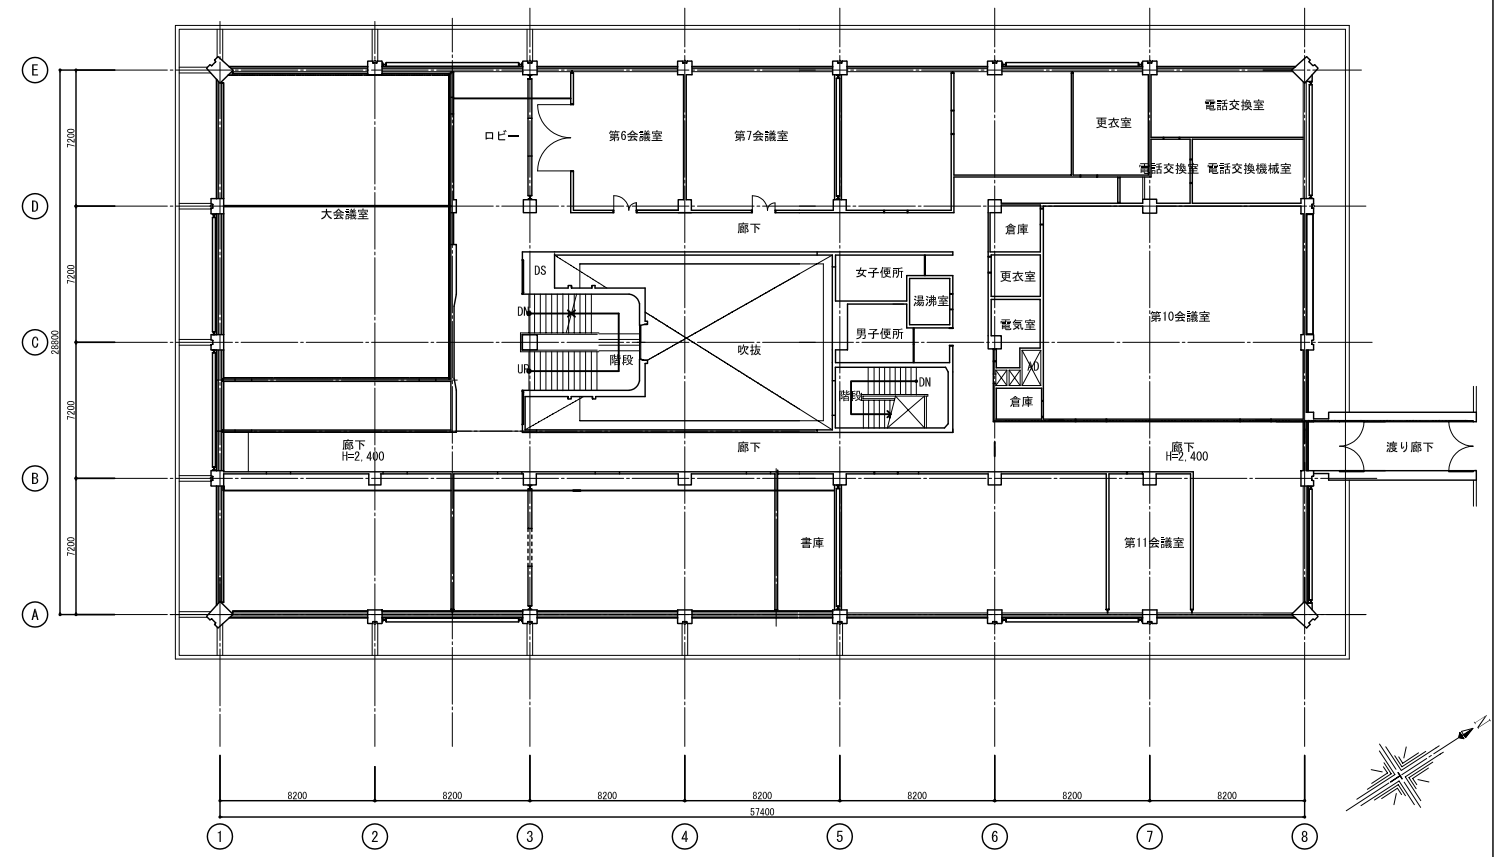 E
D
C
B
A
7200
7200
28800
7200
7200
電話交換室
ロビー
第6会議室
第7会議室
更衣室
電話交換室
電話交換機械室
大会議室
廊下
倉庫
DS
女子便所
更衣室
湯沸室
DN
男子便所
電気室
第10会議室
吹抜
階段
UP
AD
DN
階段
倉庫
廊下
H=2,400
廊下
廊下
H=2,400
渡り廊下
書庫
第11会議室
N
8200
8200
8200
8200
8200
8200
8200
57400
1
2
3
4
5
6
7
8